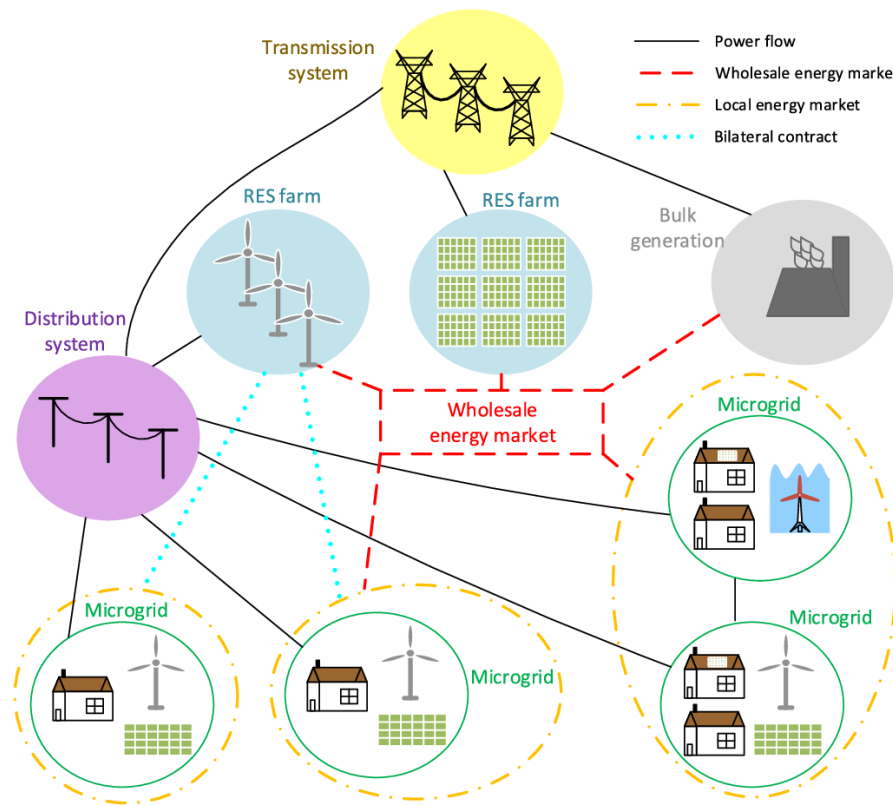 Transmission
system
Power flow
Wholesale energy marke
Local energy market
Bilateral contract
RES farm
RES farm
Bulk
generation
Distribution
system
Wholesale
energy market
Microgrid
Microgrid
Microgrid
Microgrid